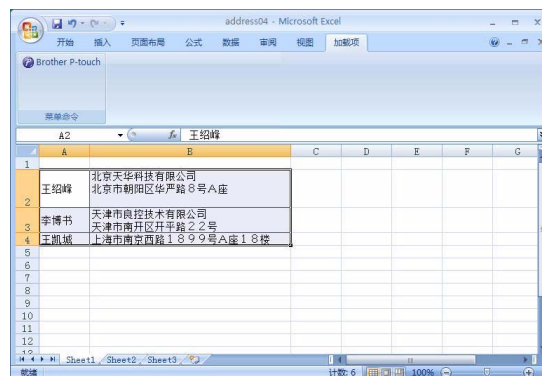 address04 - Microsoft Excel
开始 插入 页面布局 公式 数据 审阅 视图 加载项
Brother P-touch
菜单命令
A2 fx 王绍峰
A B C D E F G
1
北京天华科技有限公司
2 王绍峰 北京市朝阳区华严路8号A座
天津市良控技术有限公司
3 李博书 天津市南开区开平路22号
4 王凯城 上海市南京西路1899号A座18楼
5
6
7
8
9
10
11
12
Sheet1 Sheet2 Sheet3
就绪 计数: 6 100%